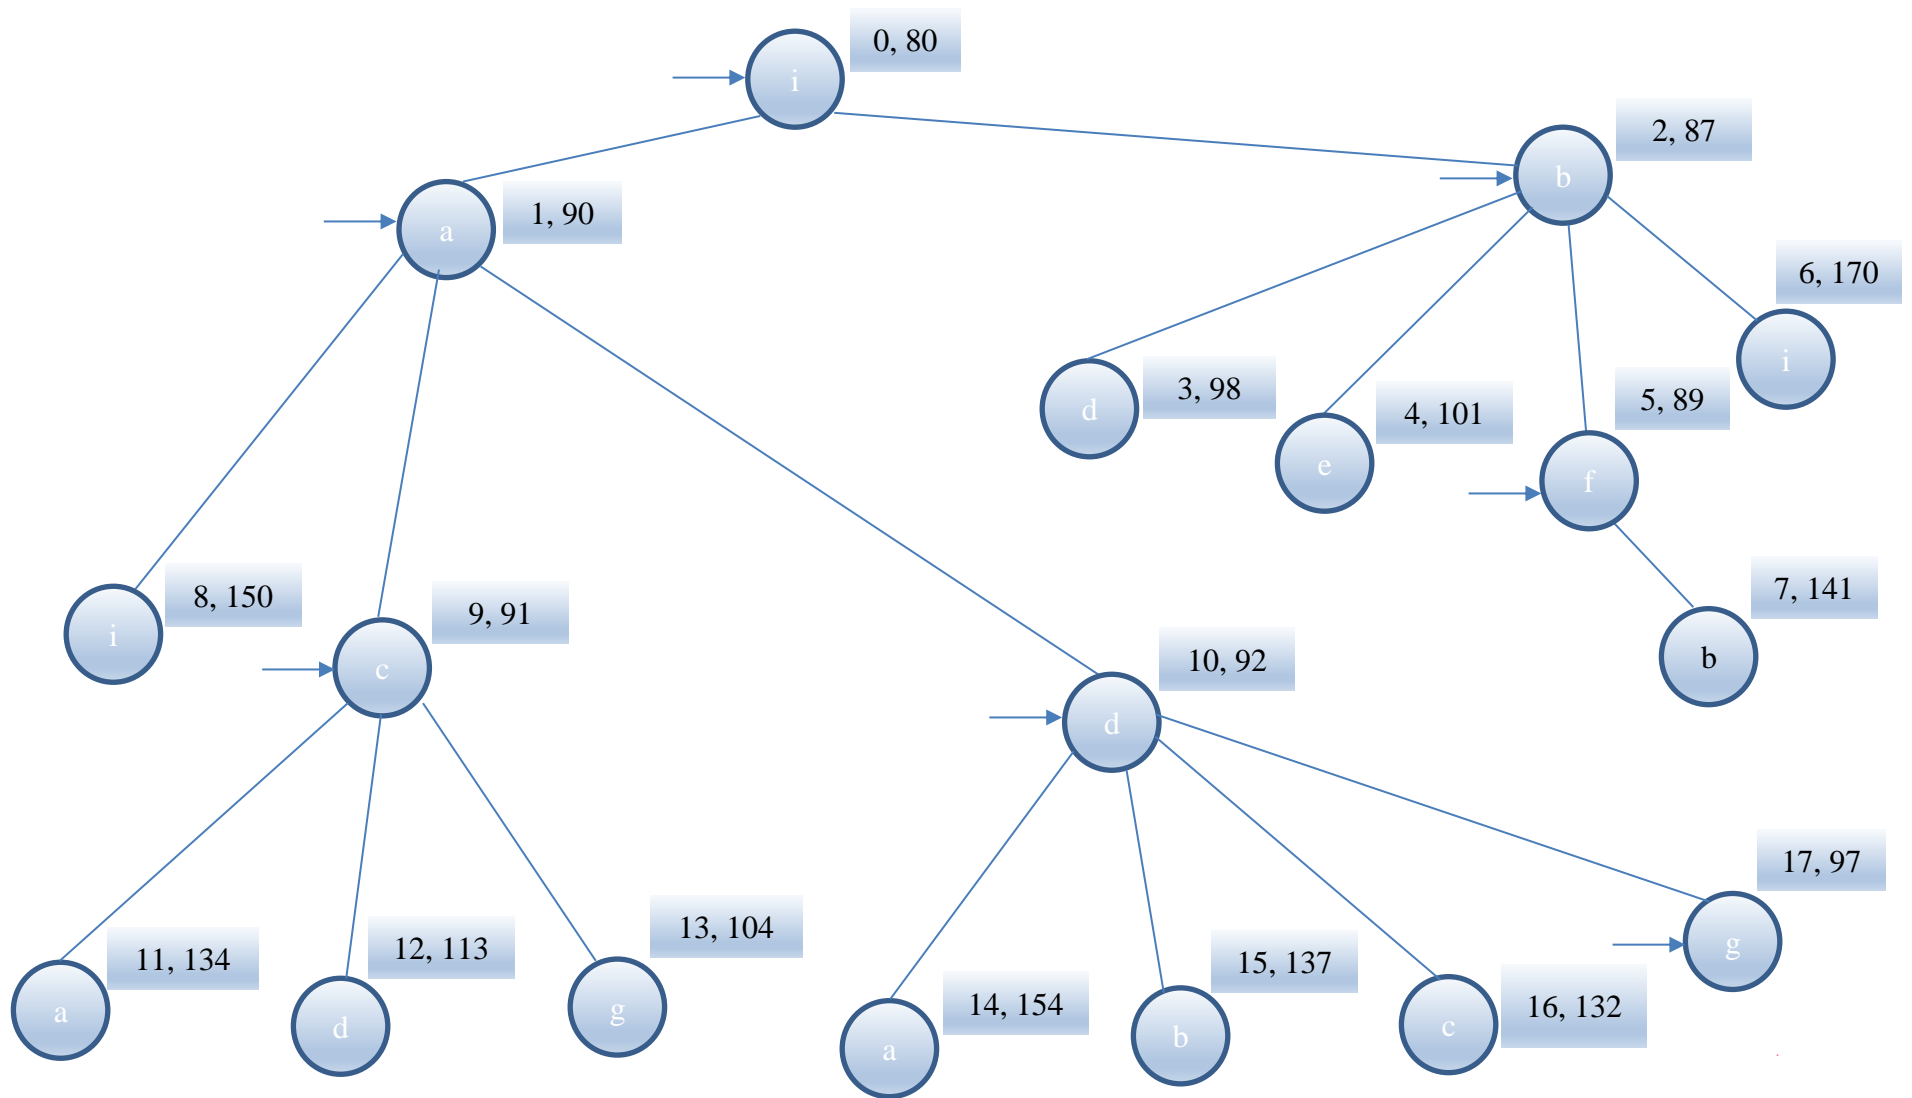 i
0, 80
b
2, 87
a
1, 90
i
6, 170
d
3, 98
e
4, 101
f
5, 89
i
8, 150
c
9, 91
b
7, 141
d
10, 92
g
17, 97
a
11, 134
d
12, 113
g
13, 104
a
14, 154
b
15, 137
c
16, 132